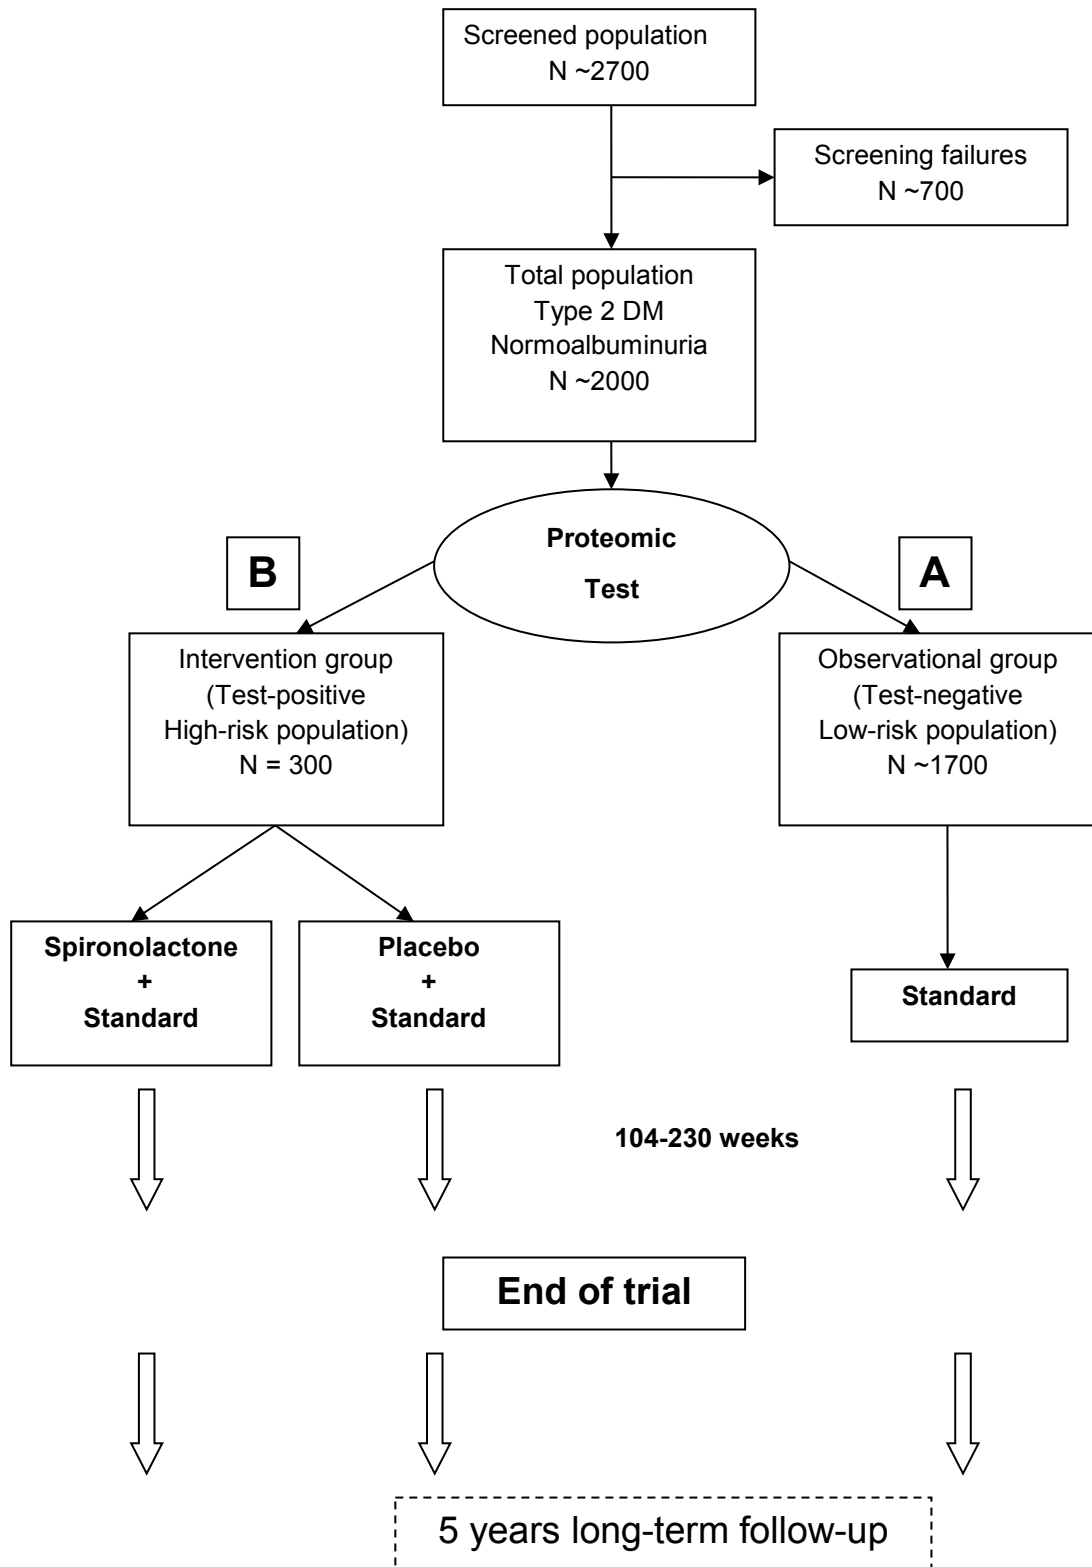 Screened population
N ~2700
Screening failures
N ~700
Total population
Type 2 DM
Normoalbuminuria
N ~2000
Proteomic
Test
B
A
Intervention group
(Test-positive
High-risk population)
N = 300
Observational group
(Test-negative
Low-risk population)
N ~1700
Spironolactone
+
Standard
Placebo
+
Standard
Standard
104-230 weeks
End of trial
5 years long-term follow-up